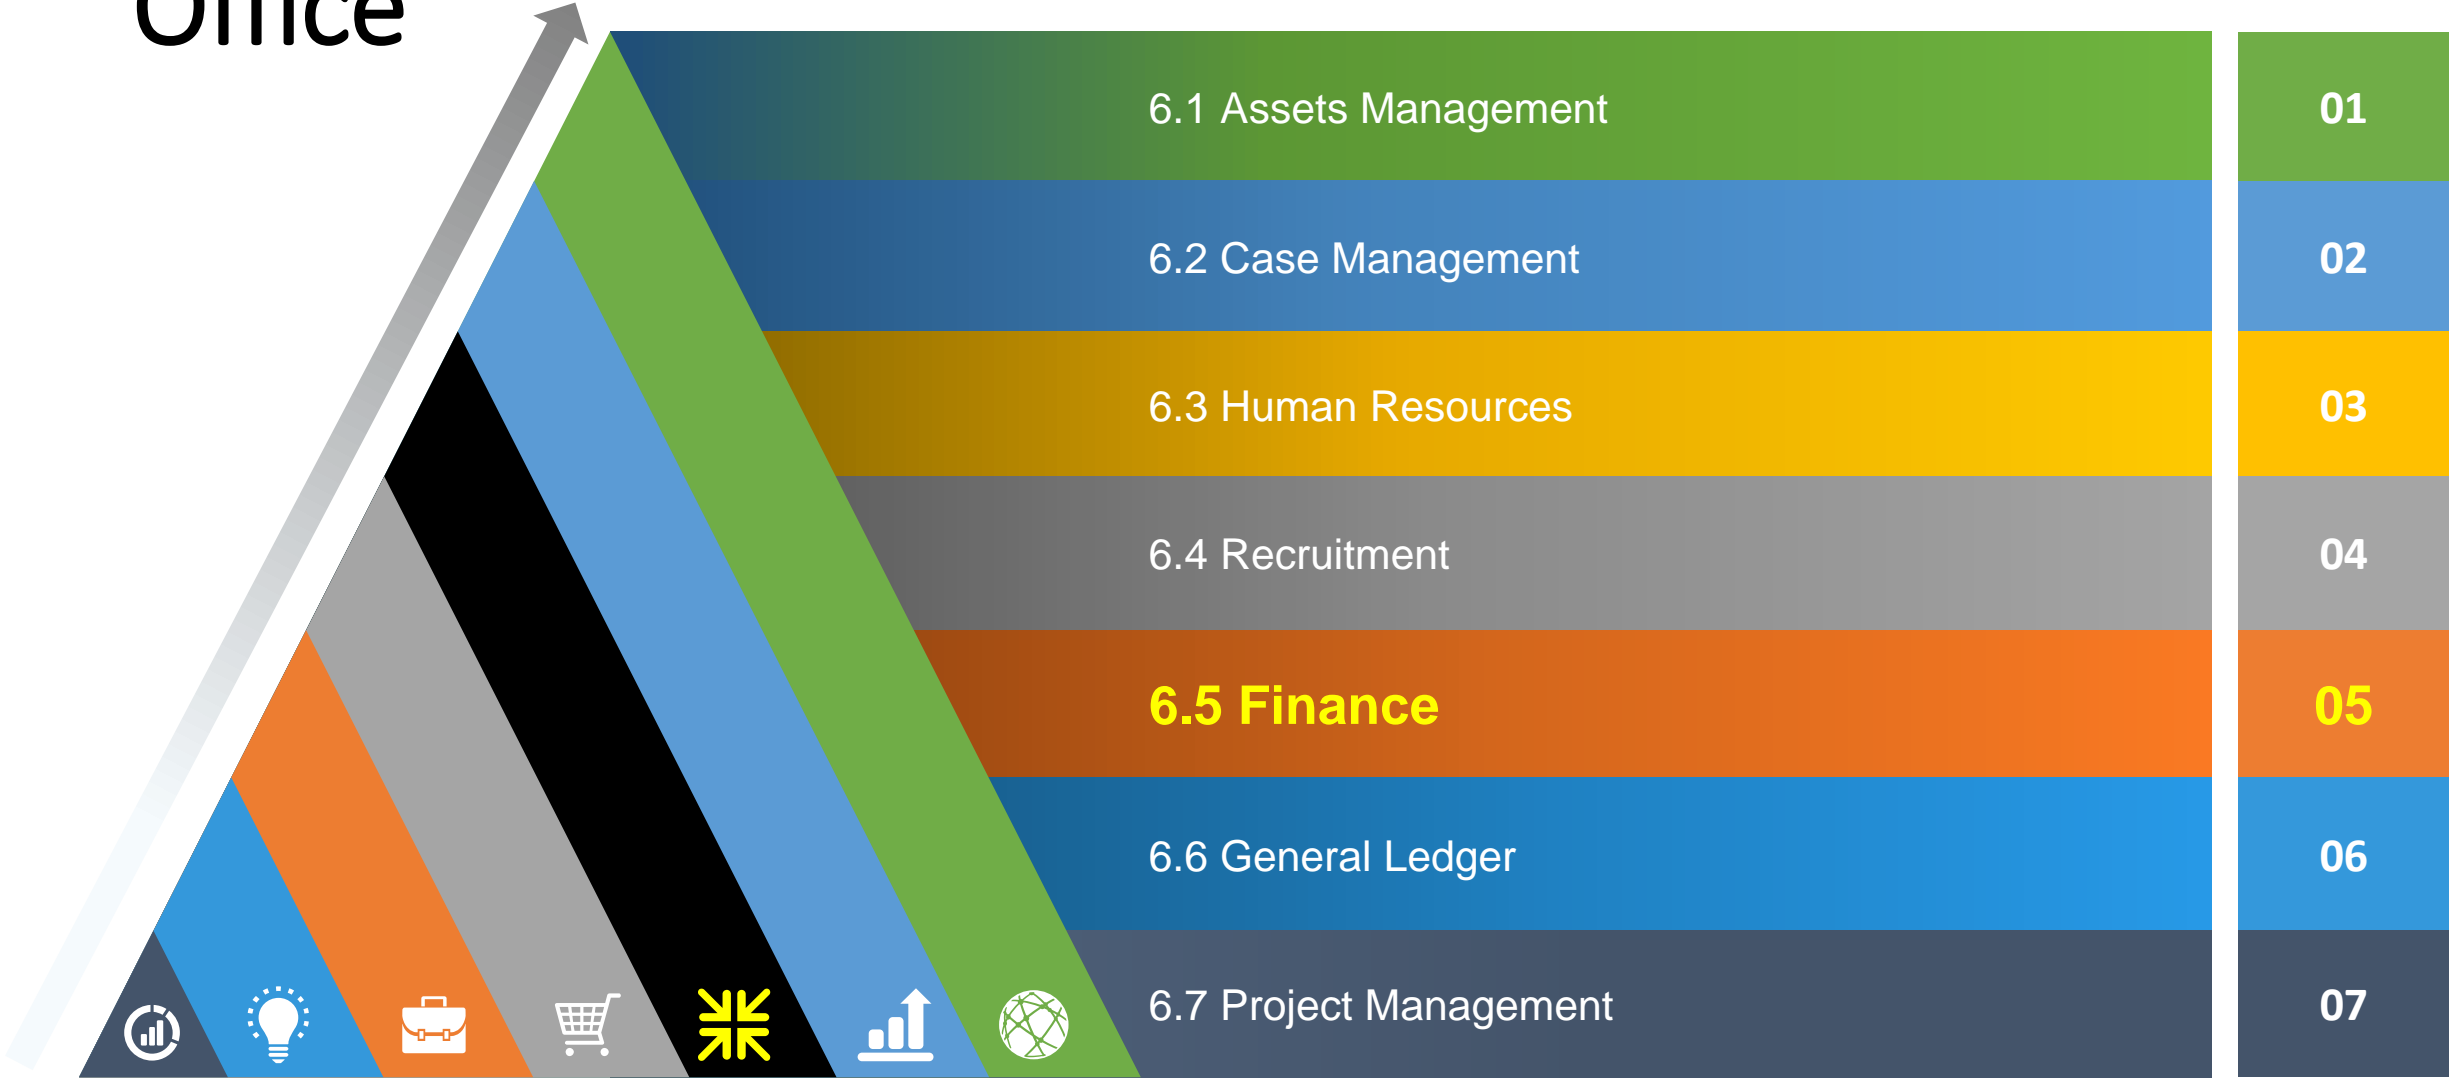 Office
6.1 Assets Management
01
6.2 Case Management
02
6.3 Human Resources
03
6.4 Recruitment
04
6.5 Finance
05
6.6 General Ledger
06
6.7 Project Management
07